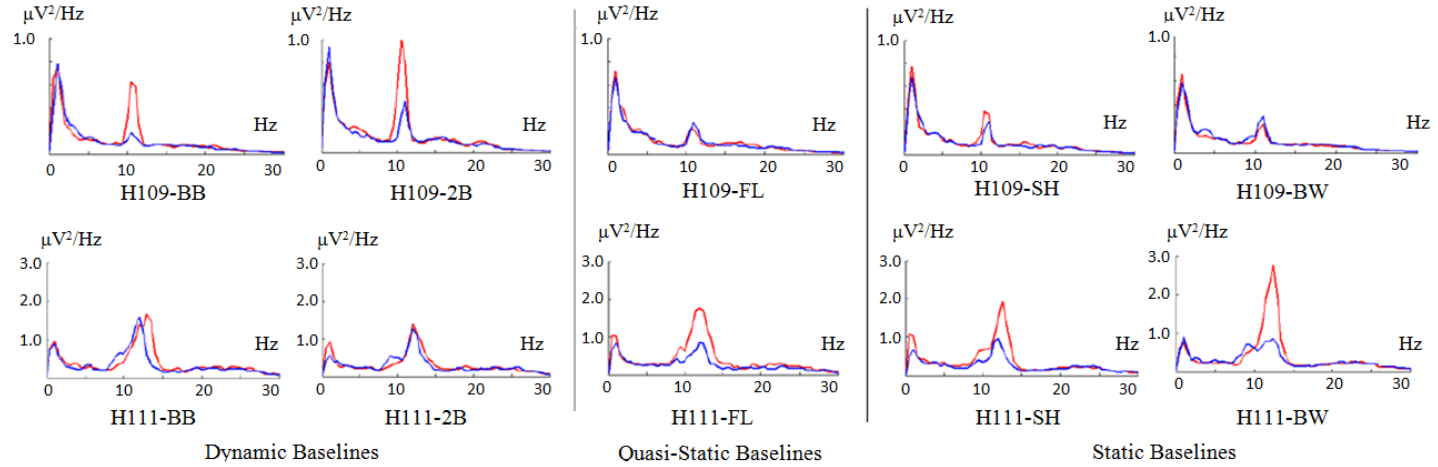 μV²/Hz
1.0
Hz
0 10 20 30
H109-BB
μV²/Hz
1.0
Hz
0 10 20 30
H109-2B
μV²/Hz
1.0
Hz
0 10 20 30
H109-FL
μV²/Hz
1.0
Hz
0 10 20 30
H109-SH
μV²/Hz
1.0
Hz
0 10 20 30
H109-BW
μV²/Hz
3.0
2.0
1.0
Hz
0 10 20 30
H111-BB
μV²/Hz
3.0
2.0
1.0
Hz
0 10 20 30
H111-2B
μV²/Hz
3.0
2.0
1.0
Hz
0 10 20 30
H111-FL
μV²/Hz
3.0
2.0
1.0
Hz
0 10 20 30
H111-SH
μV²/Hz
3.0
2.0
1.0
Hz
0 10 20 30
H111-BW
Dynamic Baselines
Quasi-Static Baselines
Static Baselines